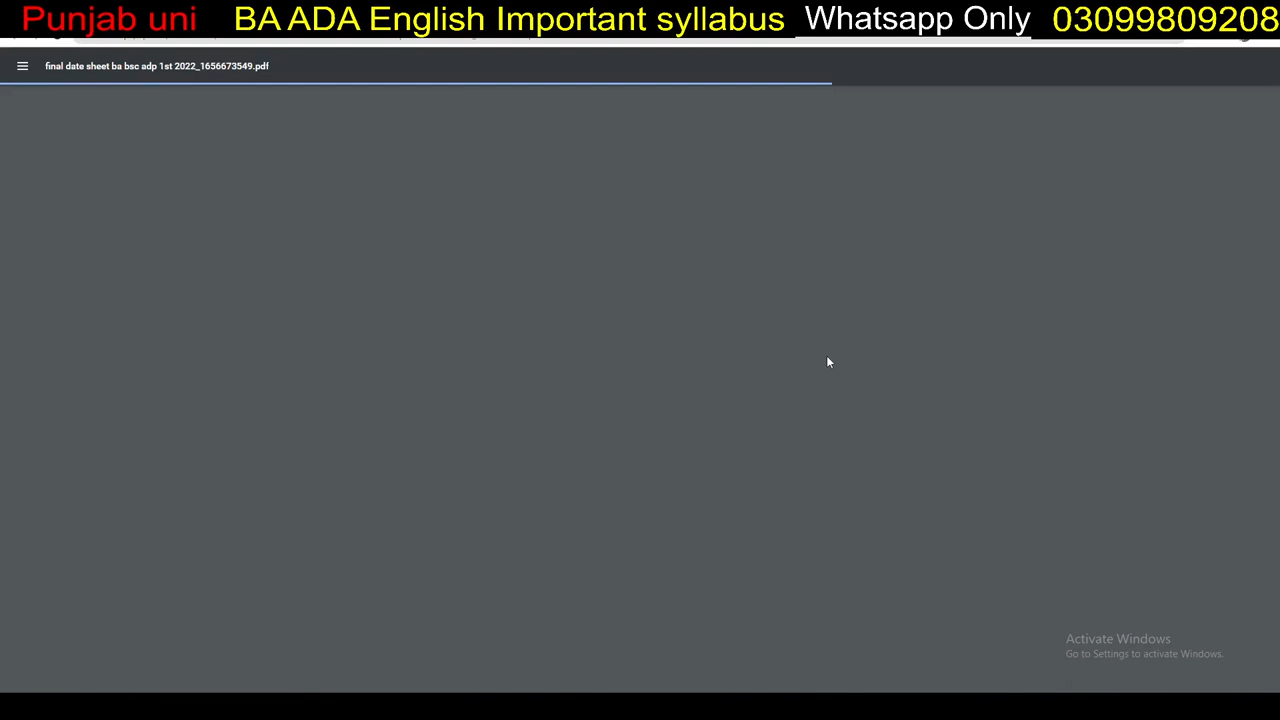 Punjab uni BA ADA English Important syllabus Whatsapp Only 03099809208
final date sheet ba bsc adp 1st 2022_1656673549.pdf
Activate Windows
Go to Settings to activate Windows.